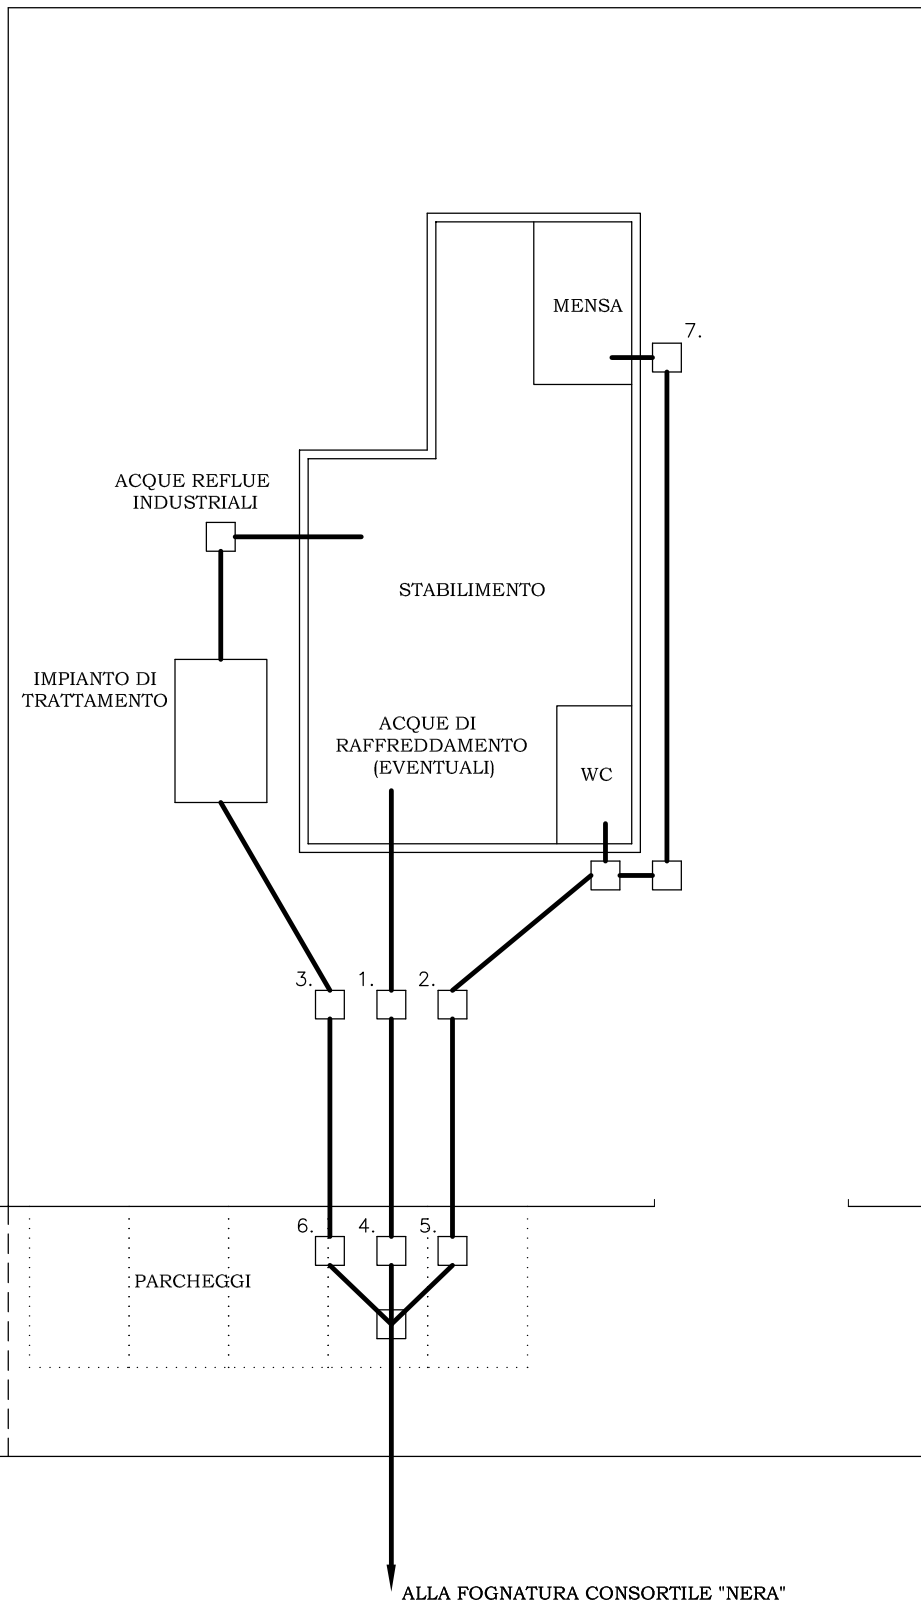 MENSA
7.
ACQUE REFLUE
INDUSTRIALI
STABILIMENTO
IMPIANTO DI
TRATTAMENTO
ACQUE DI
RAFFREDDAMENTO
(EVENTUALI)
WC
3.
1.
2.
6.
4.
5.
PARCHEGGI
ALLA FOGNATURA CONSORTILE "NERA"